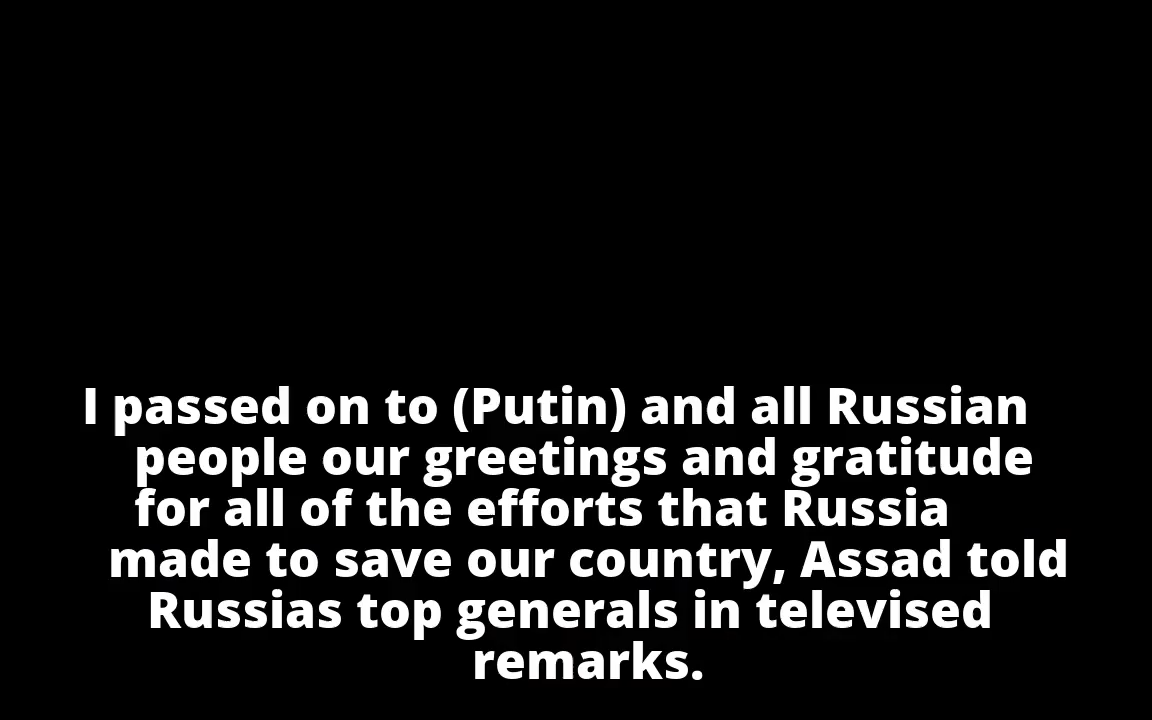 I passed on to (Putin) and all Russian
people our greetings and gratitude
for all of the efforts that Russia
made to save our country, Assad told
Russias top generals in televised
remarks.